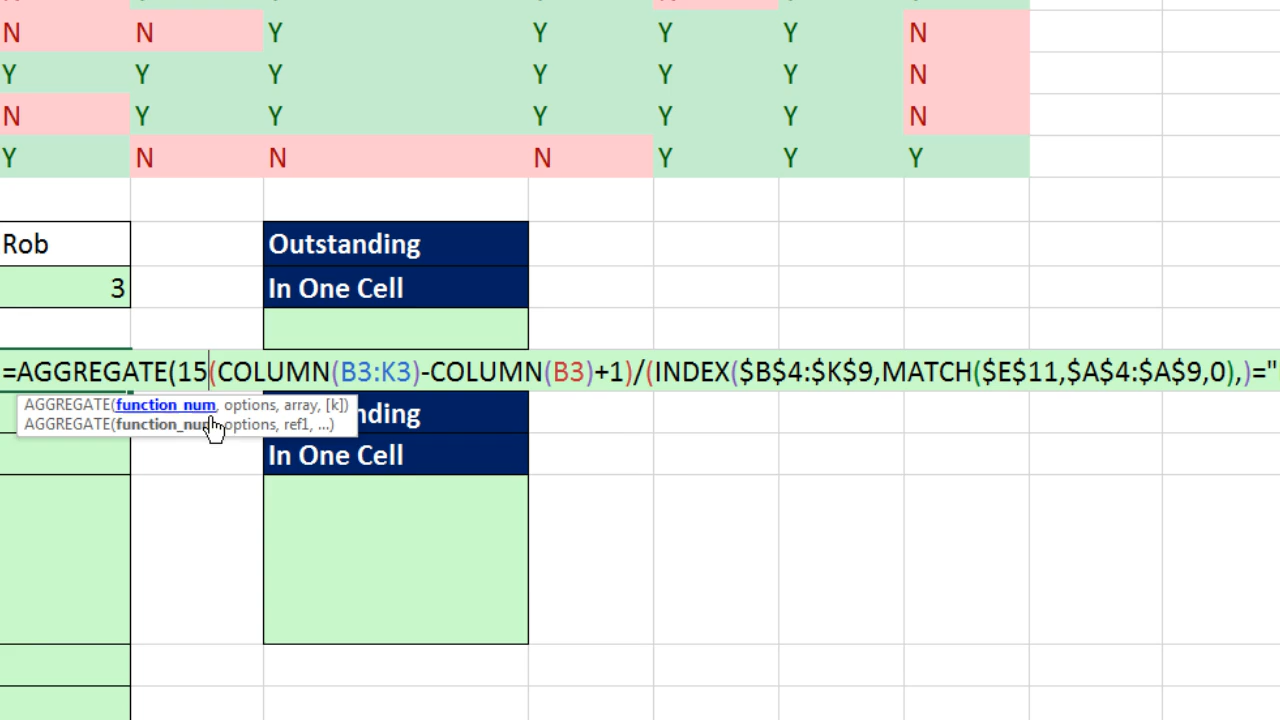 N N Y Y Y Y N
Y Y Y Y Y Y N
N Y Y Y Y Y N
Y N N N Y Y Y
Rob Outstanding
3 In One Cell
=AGGREGATE(15(COLUMN(B3:K3)-COLUMN(B3)+1)/(INDEX($B$4:$K$9,MATCH($E$11,$A$4:$A$9,0),)="
AGGREGATE(function_num, options, array, [k])
AGGREGATE(function_num, options, ref1, ...)
nding
In One Cell